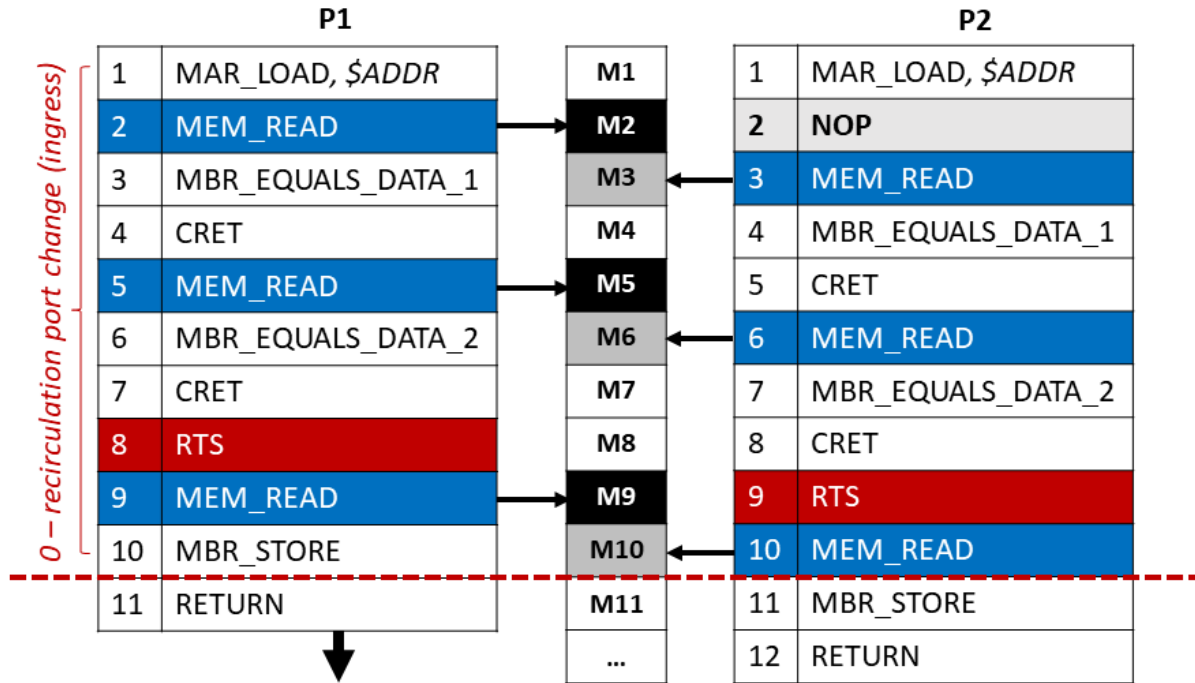 P1
P2
0 – recirculation port change (ingress)
1 MAR_LOAD, $ADDR M1 1 MAR_LOAD, $ADDR
2 MEM_READ M2 2 NOP
3 MBR_EQUALS_DATA_1 M3 3 MEM_READ
4 CRET M4 4 MBR_EQUALS_DATA_1
5 MEM_READ M5 5 CRET
6 MBR_EQUALS_DATA_2 M6 6 MEM_READ
7 CRET M7 7 MBR_EQUALS_DATA_2
8 RTS M8 8 CRET
9 MEM_READ M9 9 RTS
10 MBR_STORE M10 10 MEM_READ
11 RETURN M11 11 MBR_STORE
... 12 RETURN